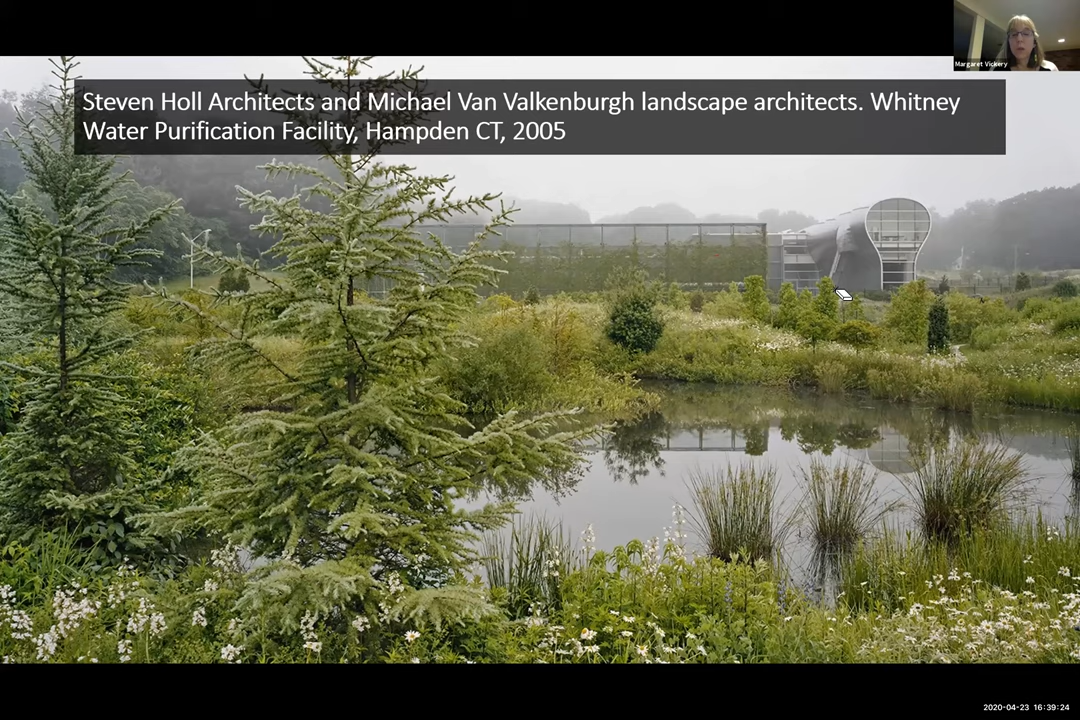 Margaret Vickery
Steven Holl Architects and Michael Van Valkenburgh landscape architects. Whitney
Water Purification Facility, Hampden CT, 2005
2020-04-23 16:39:24